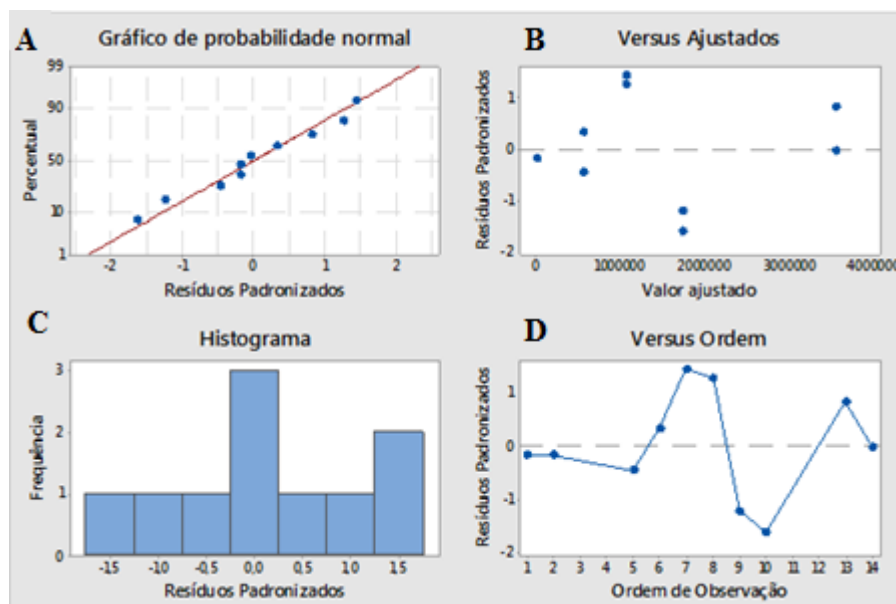 A
Gráfico de probabilidade normal
99
90
50
10
1
Percentual
-2 -1 0 1 2
Resíduos Padronizados
B
Versus Ajustados
1
0
-1
-2
Resíduos Padronizados
0 1000000 2000000 3000000 4000000
Valor ajustado
C
Histograma
3
2
1
0
Frequência
-1,5 -1,0 -0,5 0,0 0,5 1,0 1,5
Resíduos Padronizados
D
Versus Ordem
1
0
-1
-2
Resíduos Padronizados
1 2 3 4 5 6 7 8 9 10 11 12 13 14
Ordem de Observação